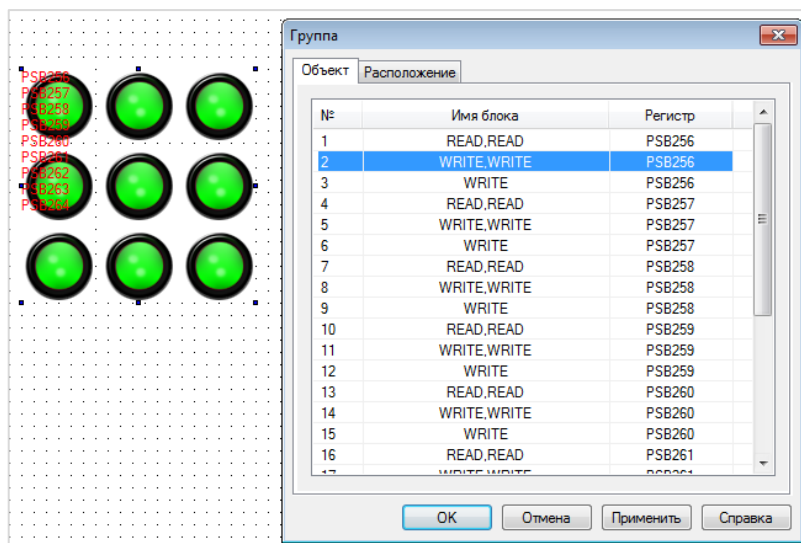 PSB256
PSB257
PSB258
PSB259
PSB260
PSB261
PSB262
PSB263
PSB264
Группа
Объект Расположение
№ Имя блока Регистр
1 READ,READ PSB256
2 WRITE,WRITE PSB256
3 WRITE PSB256
4 READ,READ PSB257
5 WRITE,WRITE PSB257
6 WRITE PSB257
7 READ,READ PSB258
8 WRITE,WRITE PSB258
9 WRITE PSB258
10 READ,READ PSB259
11 WRITE,WRITE PSB259
12 WRITE PSB259
13 READ,READ PSB260
14 WRITE,WRITE PSB260
15 WRITE PSB260
16 READ,READ PSB261
17 WRITE,WRITE PSB261
OK Отмена Применить Справка